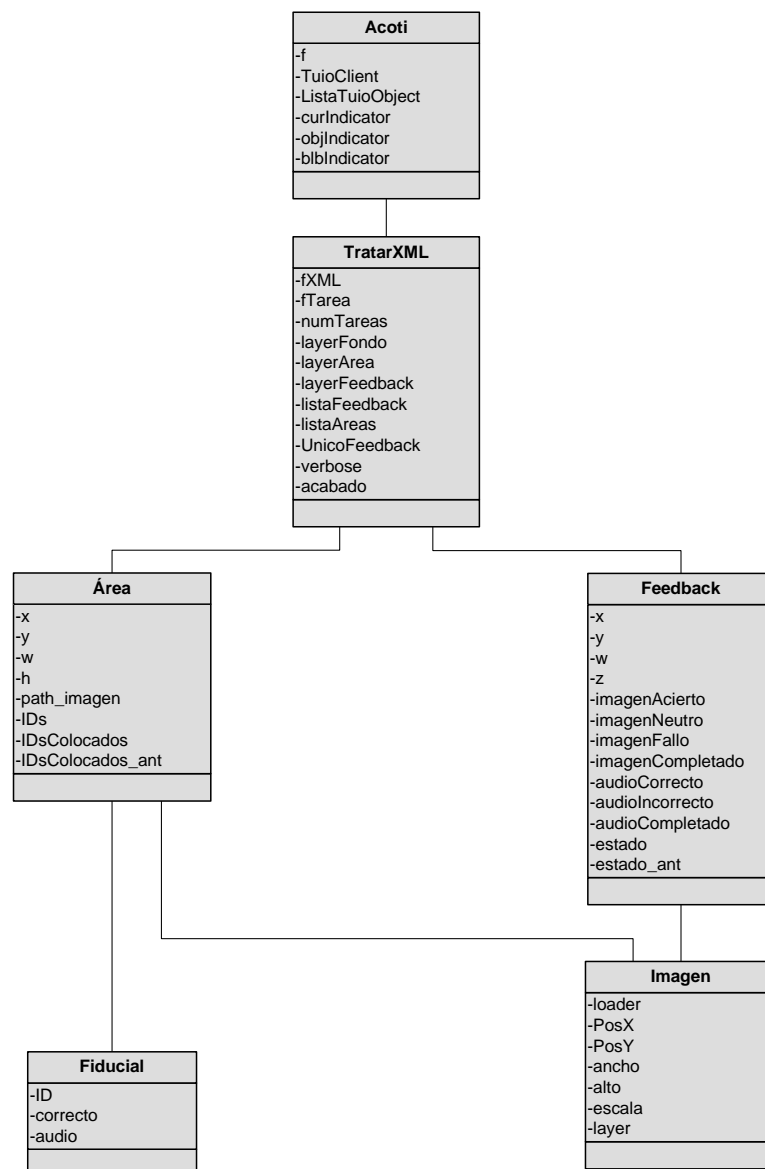 Acoti
-f
-TuioClient
-ListaTuioObject
-curIndicator
-objIndicator
-blbIndicator
TratarXML
-fXML
-fTarea
-numTareas
-layerFondo
-layerArea
-layerFeedback
-listaFeedback
-listaAreas
-UnicoFeedback
-verbose
-acabado
Área
-x
-y
-w
-h
-path_imagen
-IDs
-IDsColocados
-IDsColocados_ant
Feedback
-x
-y
-w
-z
-imagenAcierto
-imagenNeutro
-imagenFallo
-imagenCompletado
-audioCorrecto
-audioIncorrecto
-audioCompletado
-estado
-estado_ant
Imagen
-loader
-PosX
-PosY
-ancho
-alto
-escala
-layer
Fiducial
-ID
-correcto
-audio